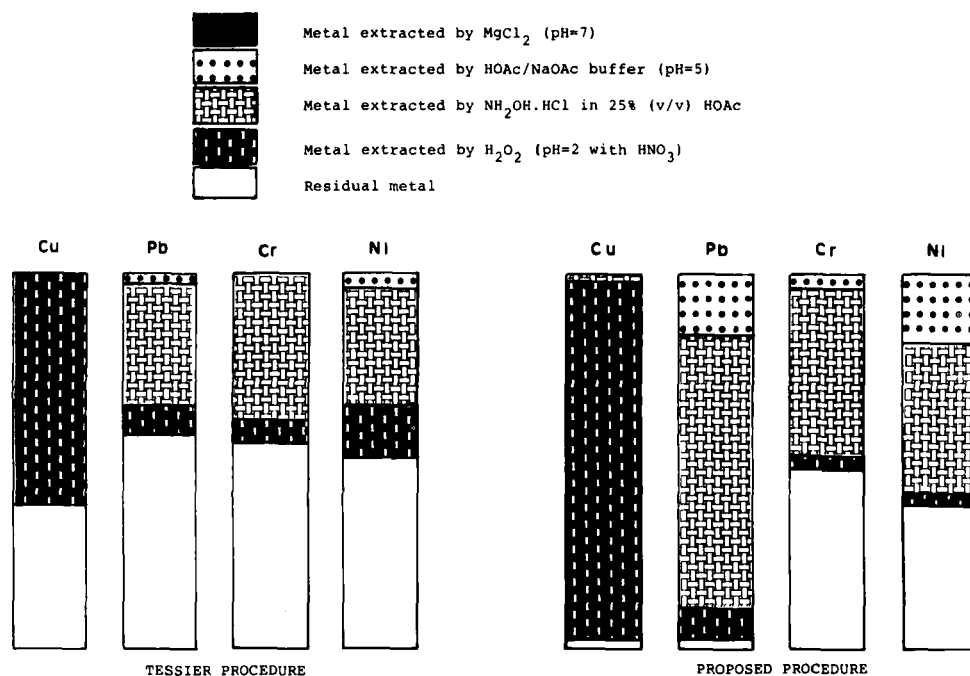 Metal extracted by MgCl₂ (pH=7)
Metal extracted by HOAc/NaOAc buffer (pH=5)
Metal extracted by NH₂OH.HCl in 25% (v/v) HOAc
Metal extracted by H₂O₂ (pH=2 with HNO₃)
Residual metal
Cu Pb Cr Ni Cu Pb Cr Ni
TESSIER PROCEDURE PROPOSED PROCEDURE